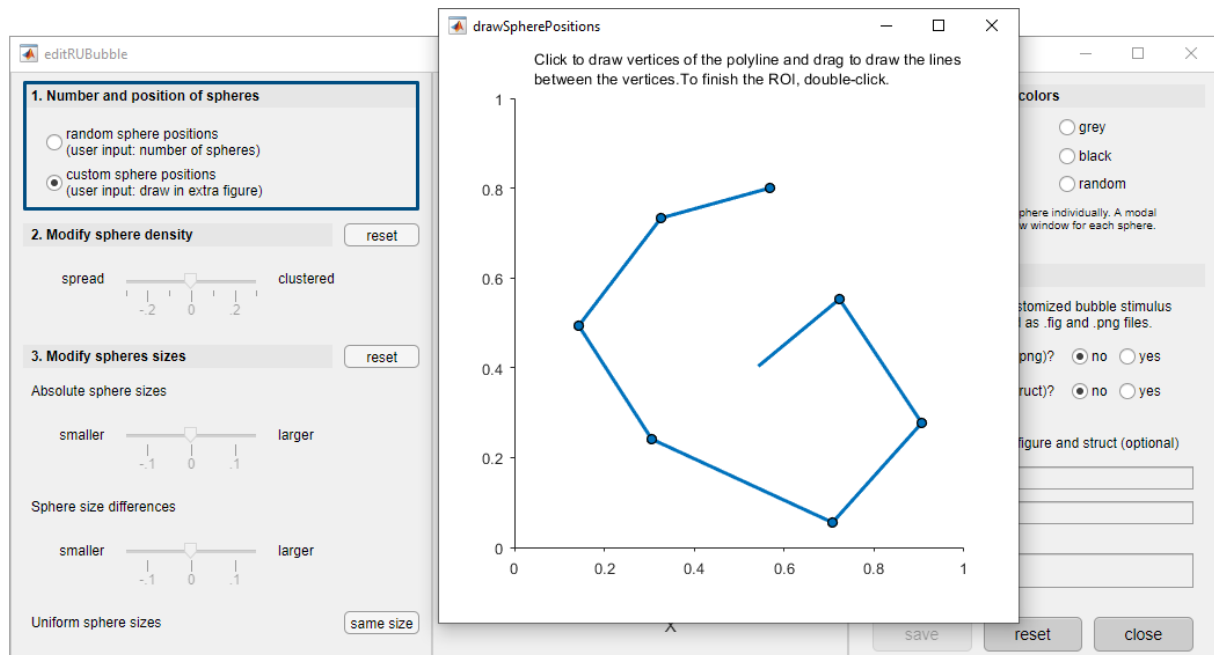 drawSpherePositions
Click to draw vertices of the polyline and drag to draw the lines
between the vertices.To finish the ROI, double-click.
1
0.8
0.6
0.4
0.2
0
0 0.2 0.4 0.6 0.8 1
editRUBubble
1. Number and position of spheres
random sphere positions
(user input: number of spheres)
custom sphere positions
(user input: draw in extra figure)
2. Modify sphere density reset
spread clustered
-.2 0 .2
3. Modify spheres sizes reset
Absolute sphere sizes
smaller larger
-.1 0 .1
Sphere size differences
smaller larger
-.1 0 .1
Uniform sphere sizes same size
X
colors
grey
black
random
phere individually. A modal
w window for each sphere.
stomized bubble stimulus
as .fig and .png files.
png)? no yes
ruct)? no yes
figure and struct (optional)
save reset close